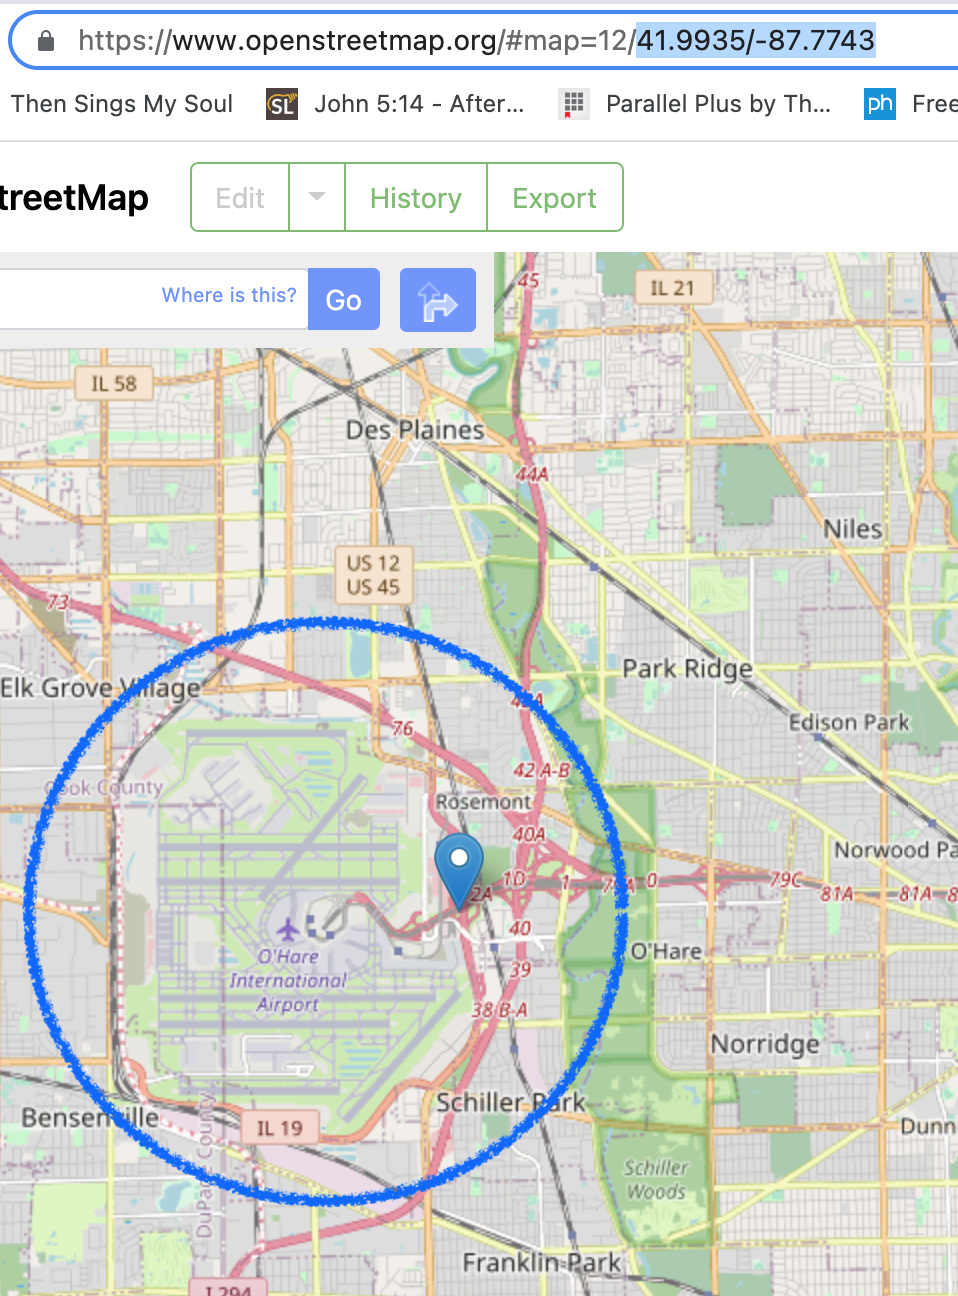 https://www.openstreetmap.org/#map=12/41.9935/-87.7743
Then Sings My Soul
SL
John 5:14 - After...
Parallel Plus by Th...
ph
Free
treetMap
Edit
History
Export
Where is this?
Go
45
IL 21
IL 58
Des Plaines
44A
Niles
US 12
US 45
73
Elk Grove Village
Park Ridge
Edison Park
76
42 A-B
Cook County
Rosemont
40A
Norwood Pa
2A
1D
1
0
79C
81A
81A
8
40
O'Hare
O'Hare
International
Airport
39
38 B-A
Norridge
Schiller Park
Bensenville
IL 19
Dunn
Schiller
Woods
DuPage County
Franklin Park
I 294